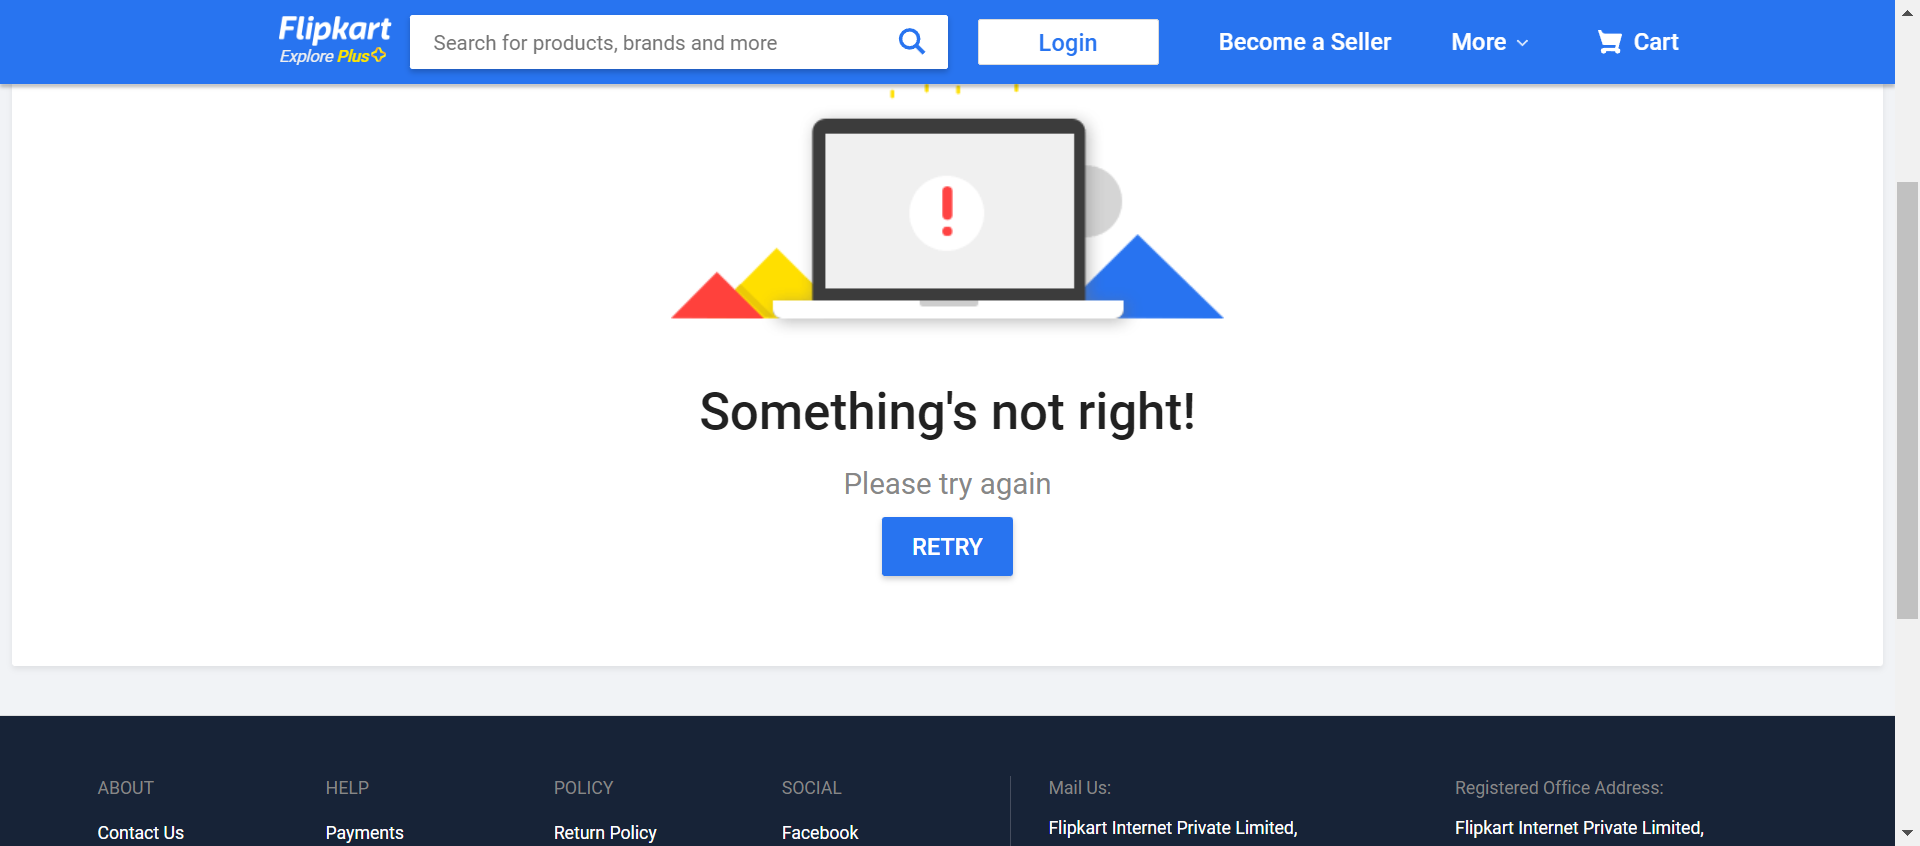 Flipkart
Explore Plus
Search for products, brands and more
Login
Become a Seller
More
Cart
Something's not right!
Please try again
RETRY
ABOUT
HELP
POLICY
SOCIAL
Mail Us:
Registered Office Address:
Contact Us
Payments
Return Policy
Facebook
Flipkart Internet Private Limited,
Flipkart Internet Private Limited,